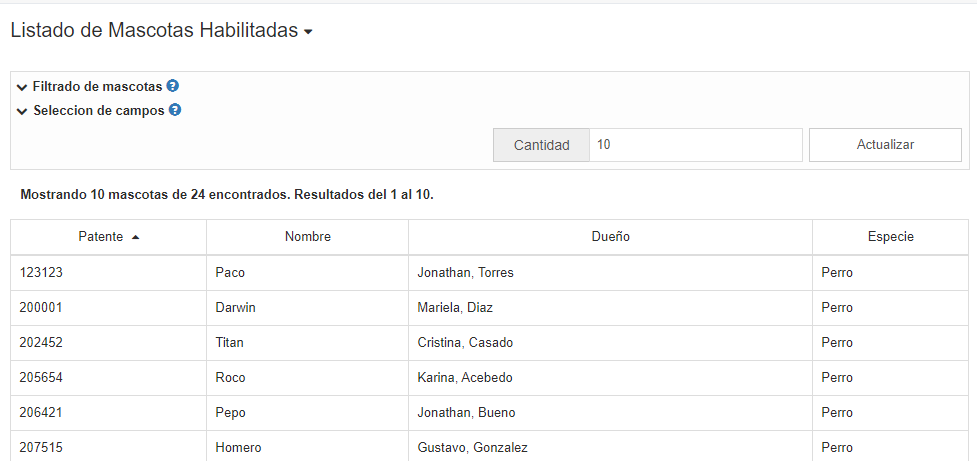 Listado de Mascotas Habilitadas
Filtrado de mascotas ?
Seleccion de campos ?
Cantidad 10 Actualizar
Mostrando 10 mascotas de 24 encontrados. Resultados del 1 al 10.
Patente Nombre Dueño Especie
123123 Paco Jonathan, Torres Perro
200001 Darwin Mariela, Diaz Perro
202452 Titan Cristina, Casado Perro
205654 Roco Karina, Acebedo Perro
206421 Pepo Jonathan, Bueno Perro
207515 Homero Gustavo, Gonzalez Perro